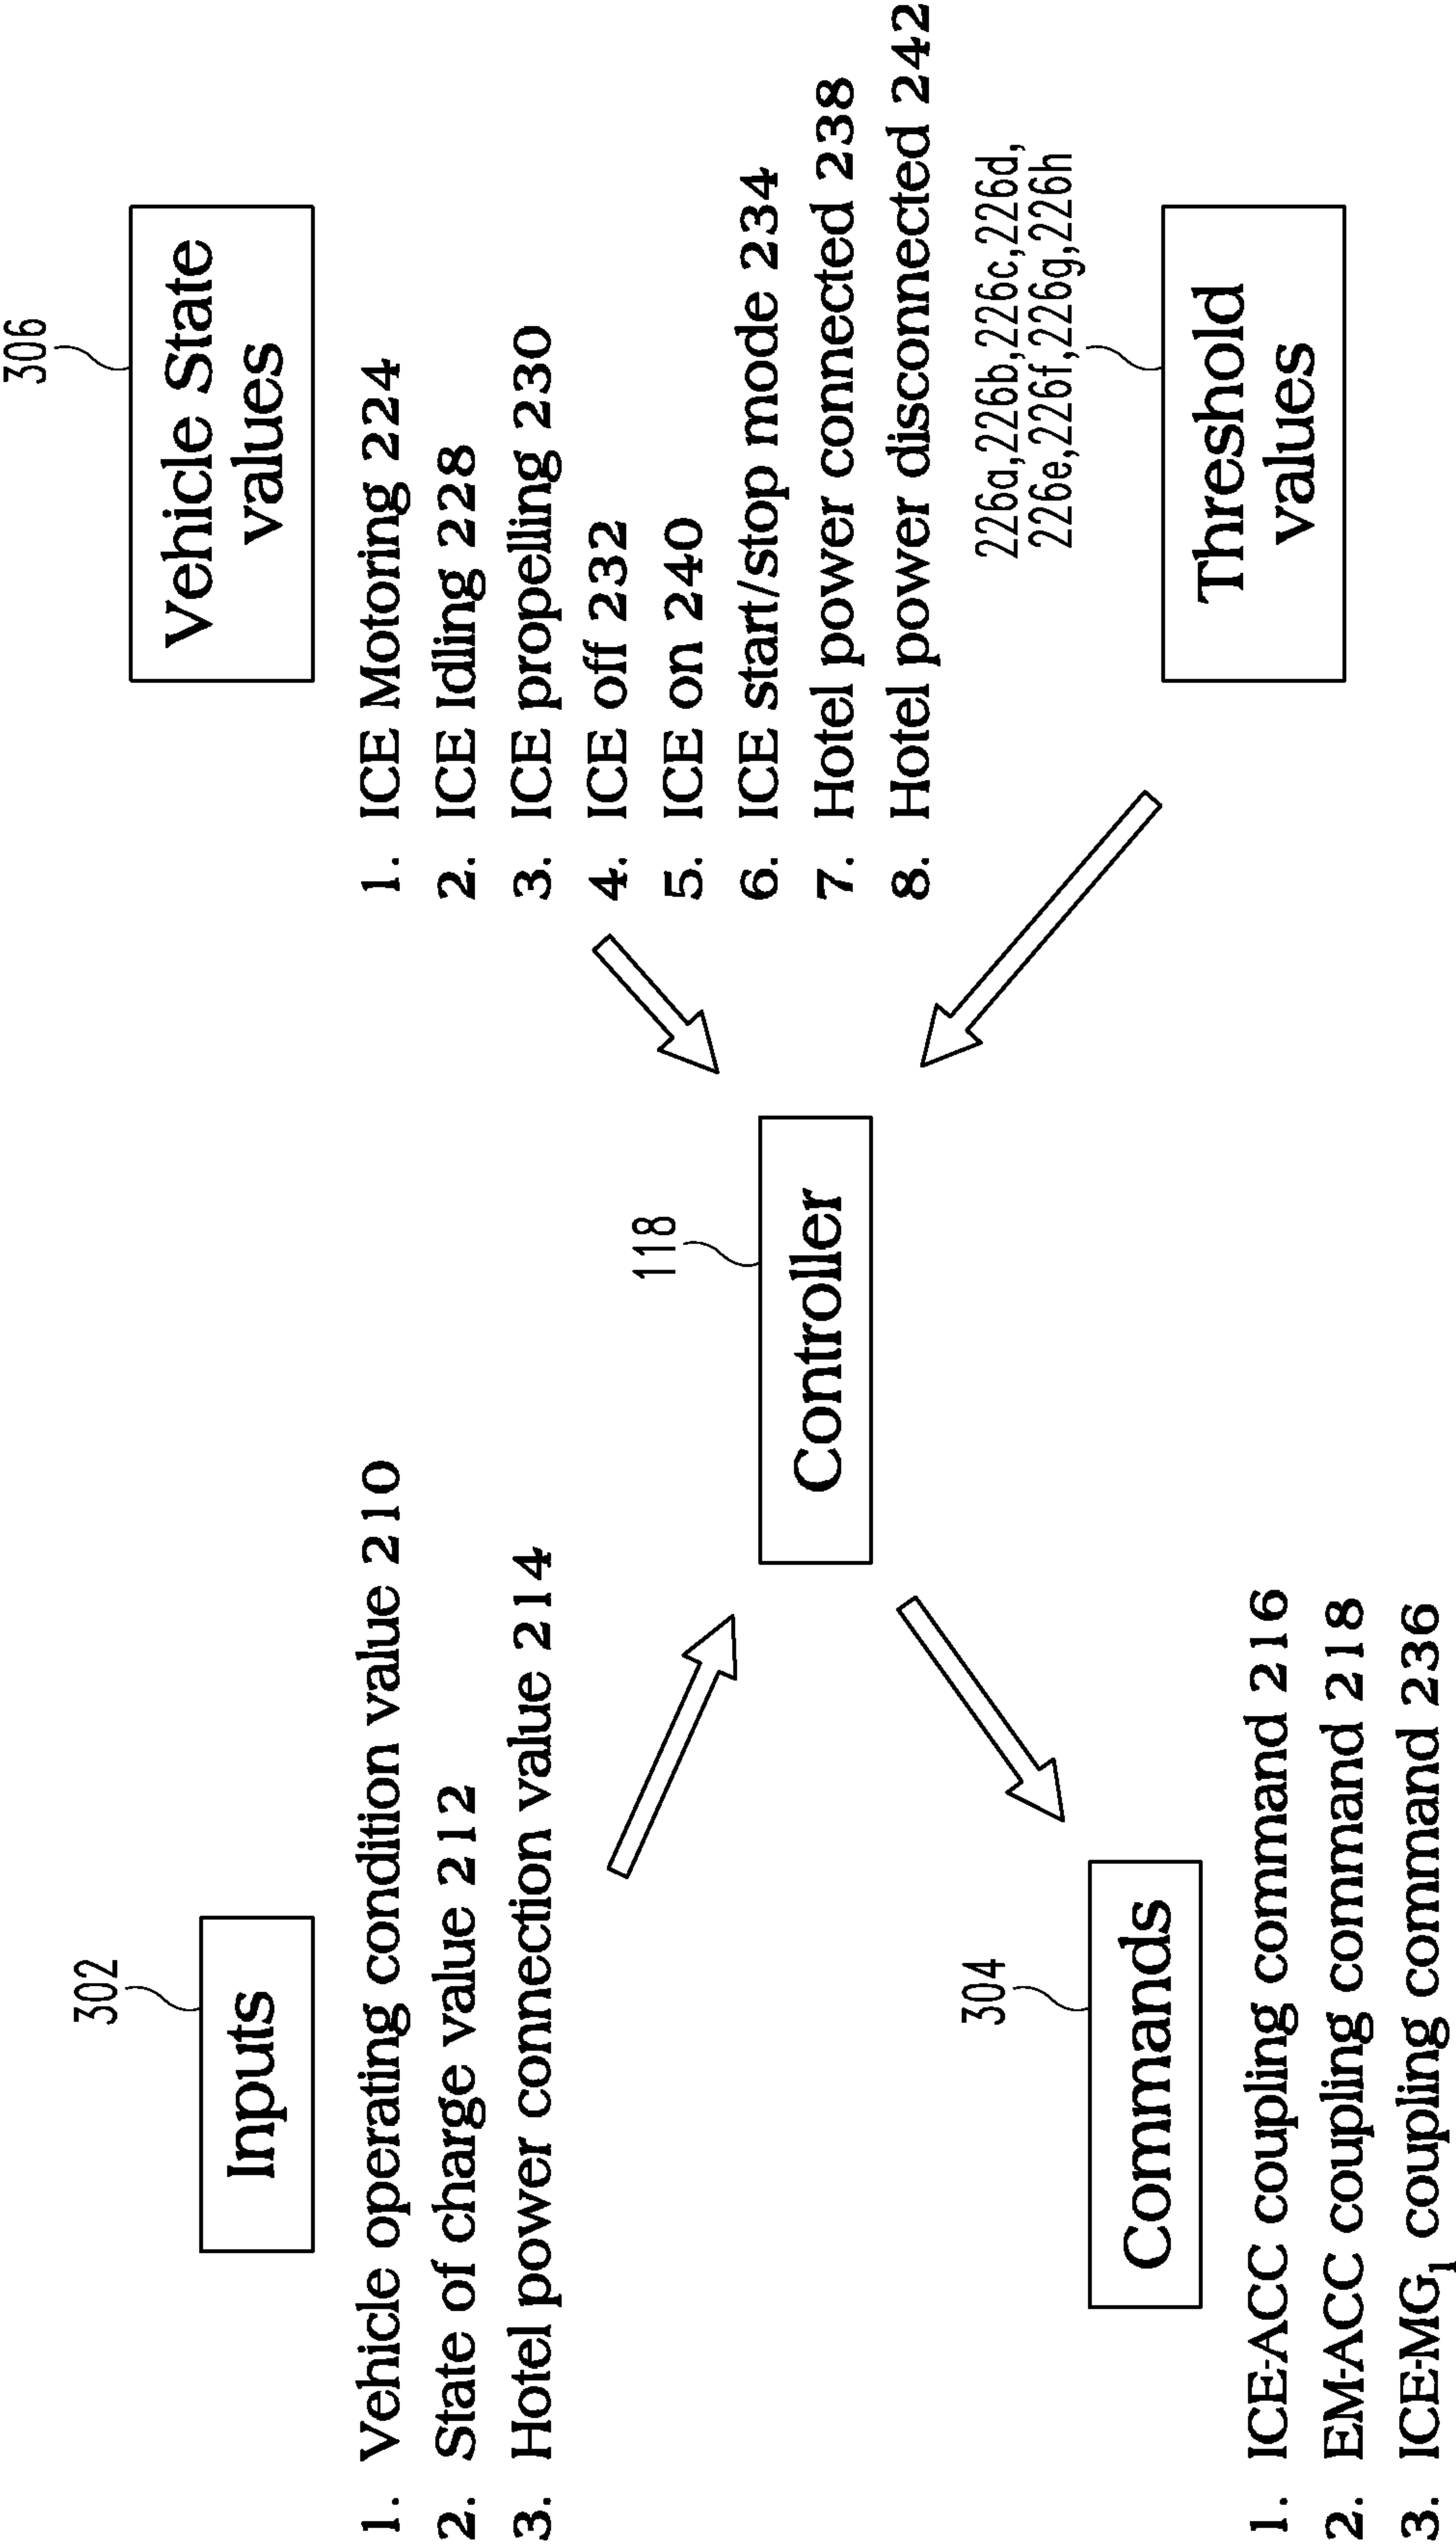 302
Inputs
1. Vehicle operating condition value 210
2. State of charge value 212
3. Hotel power connection value 214
306
Vehicle State
values
1. ICE Motoring 224
2. ICE Idling 228
3. ICE propelling 230
4. ICE off 232
5. ICE on 240
6. ICE start/stop mode 234
7. Hotel power connected 238
8. Hotel power disconnected 242
118
Controller
304
Commands
1. ICE-ACC coupling command 216
2. EM-ACC coupling command 218
3. ICE-MG₁ coupling command 236
226a,226b,226c,226d,
226e,226f,226g,226h
Threshold
values